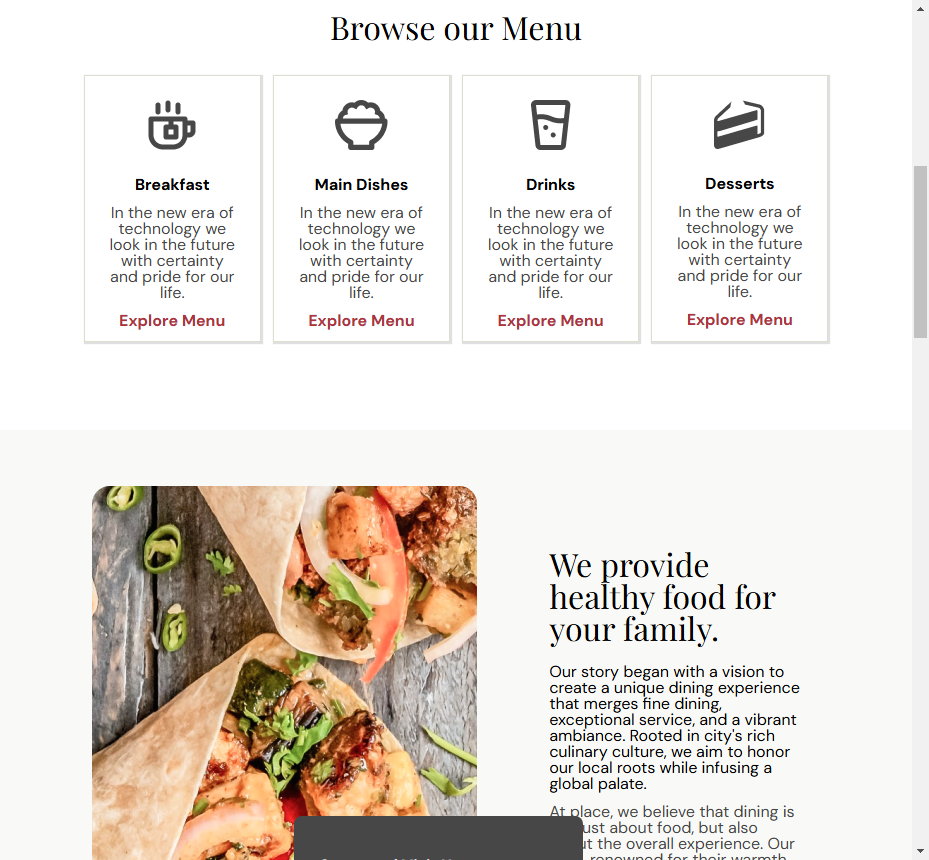 Browse our Menu
Breakfast
In the new era of
technology we
look in the future
with certainty
and pride for our
life.
Explore Menu
Main Dishes
In the new era of
technology we
look in the future
with certainty
and pride for our
life.
Explore Menu
Drinks
In the new era of
technology we
look in the future
with certainty
and pride for our
life.
Explore Menu
Desserts
In the new era of
technology we
look in the future
with certainty
and pride for our
life.
Explore Menu
We provide
healthy food for
your family.
Our story began with a vision to
create a unique dining experience
that merges fine dining,
exceptional service, and a vibrant
ambiance. Rooted in city's rich
culinary culture, we aim to honor
our local roots while infusing a
global palate.
At place, we believe that dining is
just about food, but also
the overall experience. Our
renowned for their warmth